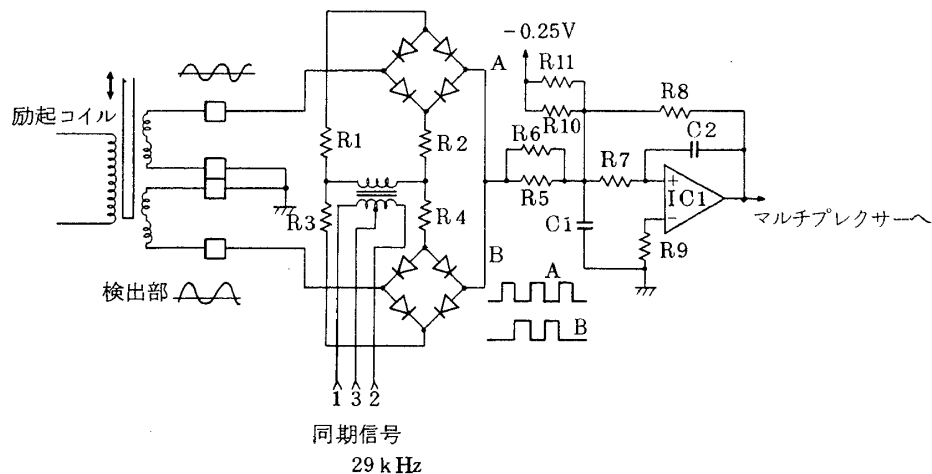 -0.25V
A
R11
励起コイル
R8
R10
C2
R6
R1
R2
R7
+
IC1
R5
-
マルチプレクサーへ
R3
R4
C1
R9
B
検出部
A
B
1 3 2
同期信号
29kHz